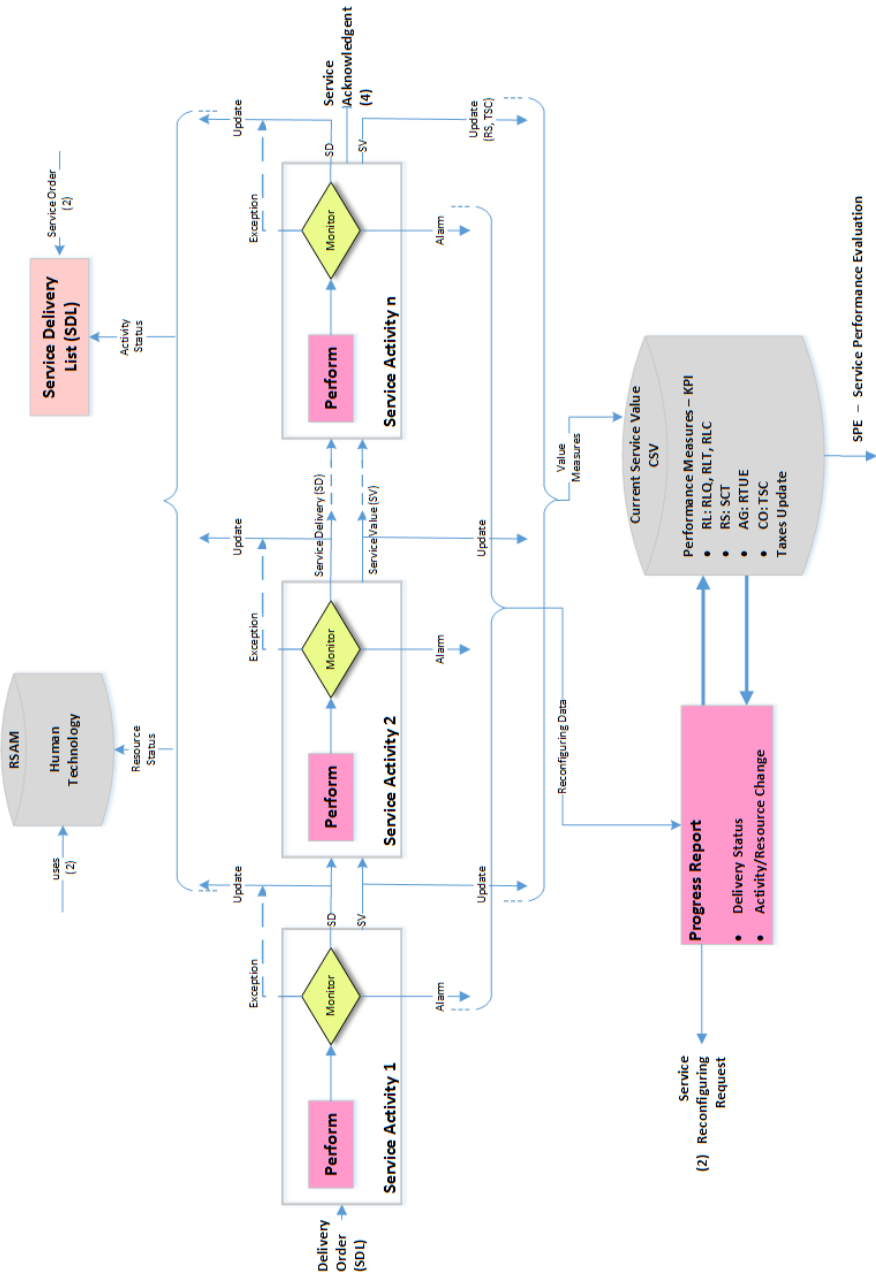 RSAM
Human
Technology
uses
(2)
Resource
Status
Service Delivery
List (SDL)
Service Order
(2)
Activity
Status
Update
Exception
Update
Exception
Update
Exception
Delivery
Order
(SDL)
Perform
Monitor
Service Activity 1
SD
SV
Alarm
Update
Perform
Monitor
Service Activity 2
Service Delivery (SD)
Service Value (SV)
Alarm
Update
Perform
Monitor
Service Activity n
SD
SV
Alarm
Service
Acknowledgent
(4)
Update
(RS, TSC)
Reconfiguring Data
Value
Measures
Service
(2) Reconfiguring
Request
Progress Report
• Delivery Status
• Activity/Resource Change
Current Service Value
CSV
Performance Measures – KPI
• RL: RLQ, RLT, RLC
• RS: SCT
• AG: RTUE
• CO: TSC
Taxes Update
SPE – Service Performance Evaluation